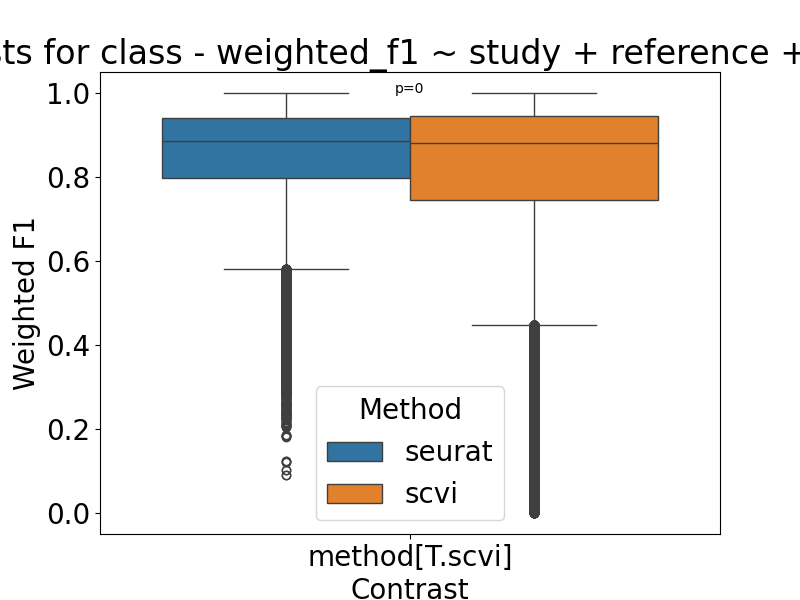 for class - weighted_f1 ~ study + reference +
p=0
1.0
0.8
0.6
0.4
0.2
0.0
Weighted F1
Method
seurat
scvi
method[T.scvi]
Contrast